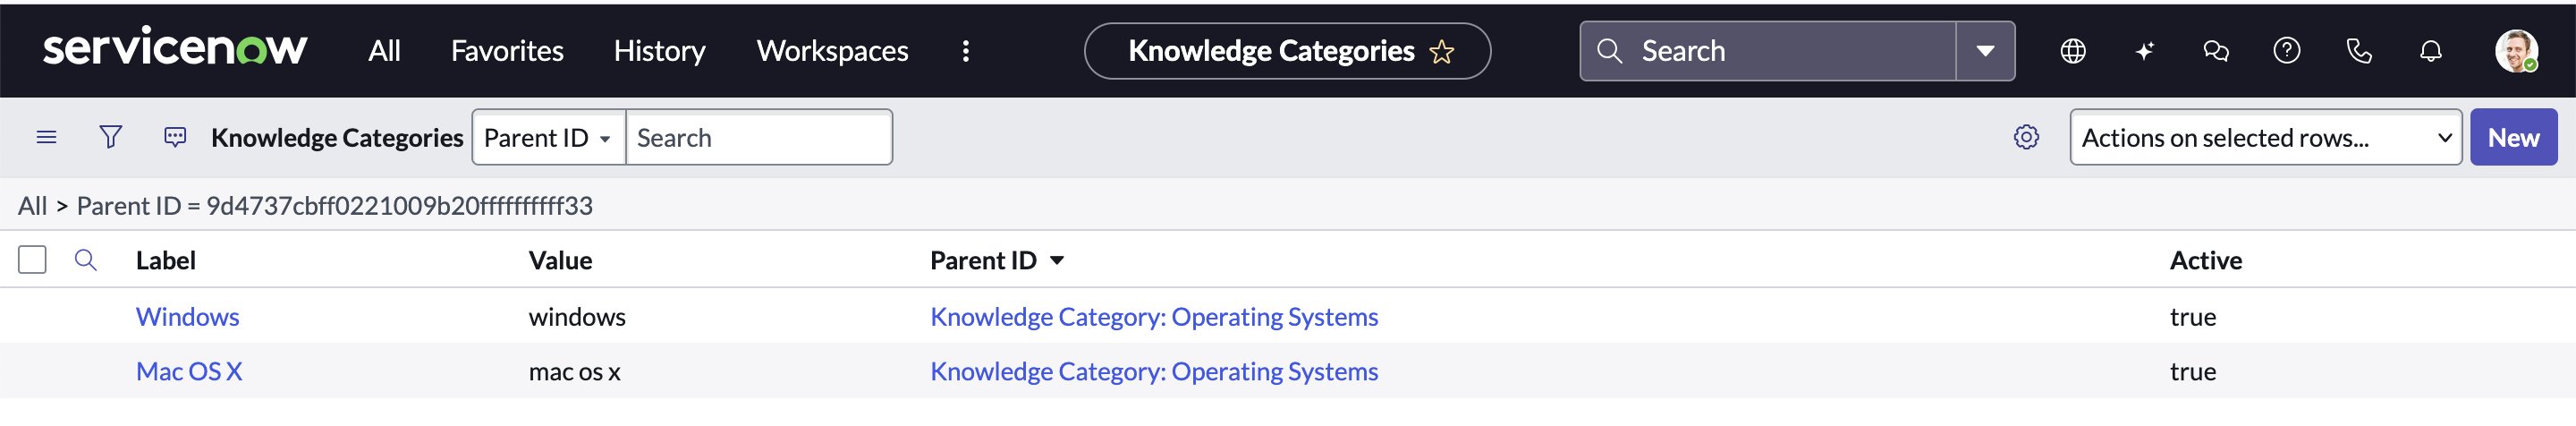 servicenow All Favorites History Workspaces Knowledge Categories Search
Knowledge Categories Parent ID Search Actions on selected rows... New
All > Parent ID = 9d4737cbff0221009b20ffffffffff33
Label Value Parent ID Active
Windows windows Knowledge Category: Operating Systems true
Mac OS X mac os x Knowledge Category: Operating Systems true